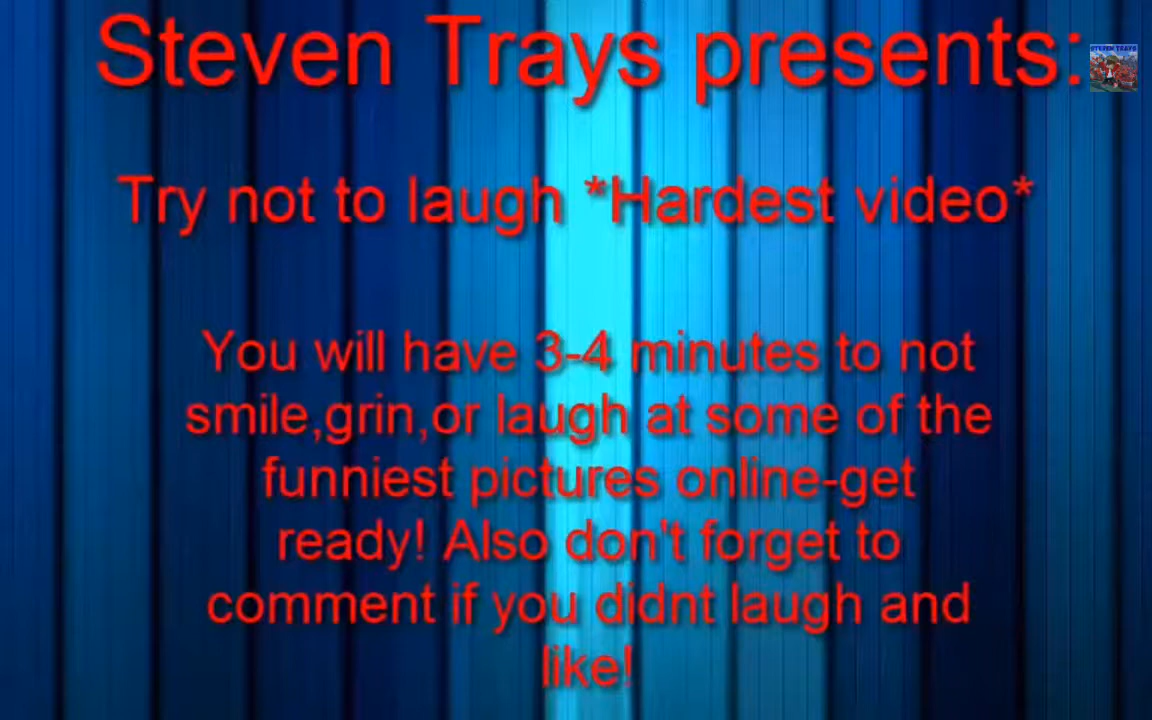 Steven Trays presents:
STEVEN TRAYS
Try not to laugh *Hardest video*
You will have 3-4 minutes to not
smile,grin,or laugh at some of the
funniest pictures online-get
ready! Also don't forget to
comment if you didnt laugh and
like!